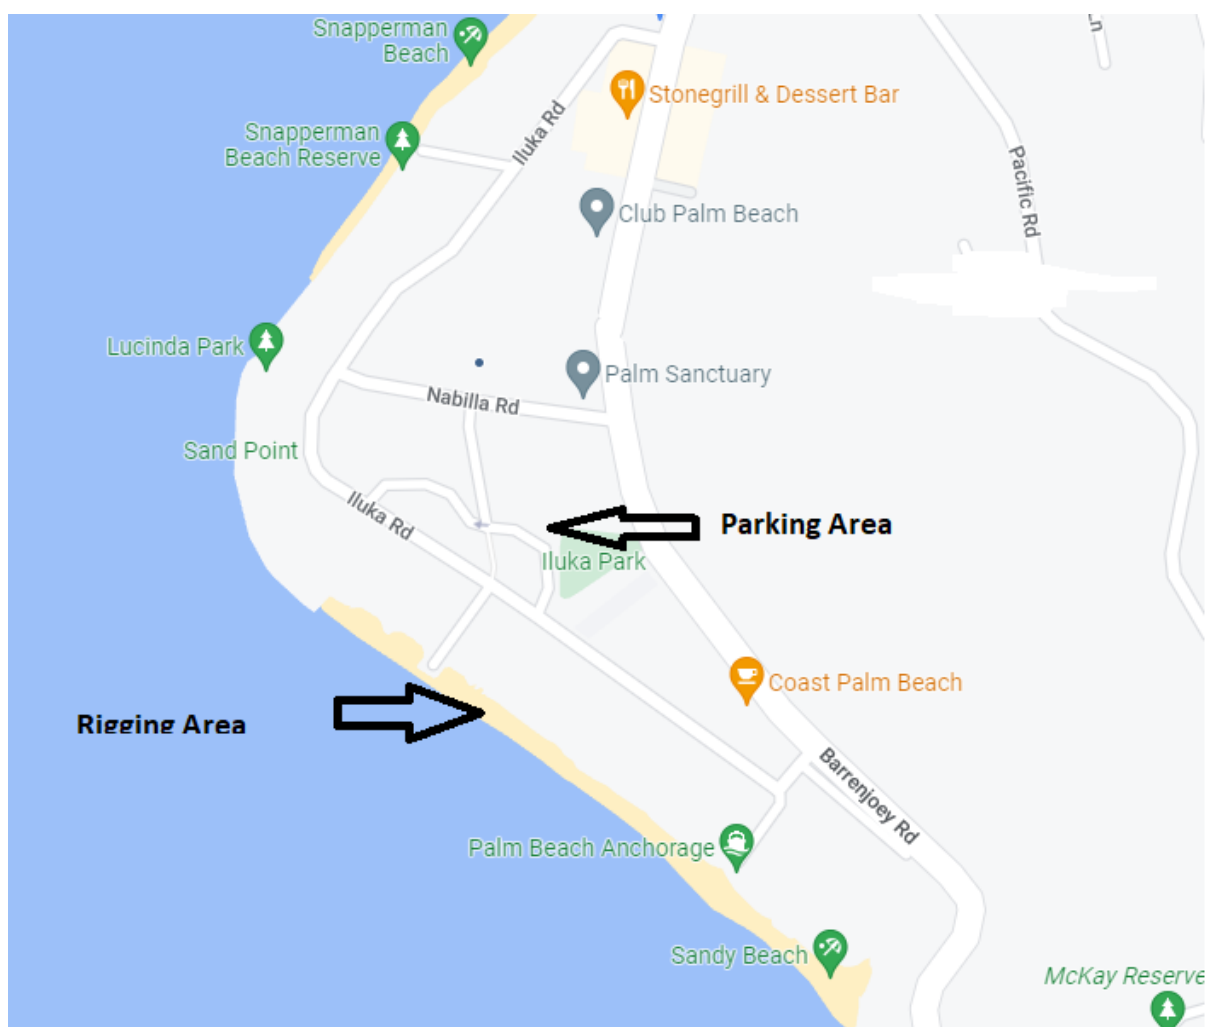 Snapperman
Beach
Ln
Stonegrill & Dessert Bar
Iluka Rd
Snapperman
Beach Reserve
Pacific Rd
Club Palm Beach
Lucinda Park
Palm Sanctuary
Nabilla Rd
Sand Point
Iluka Rd
Parking Area
Iluka Park
Coast Palm Beach
Rigging Area
Barrenjoey Rd
Palm Beach Anchorage
Sandy Beach
McKay Reserve